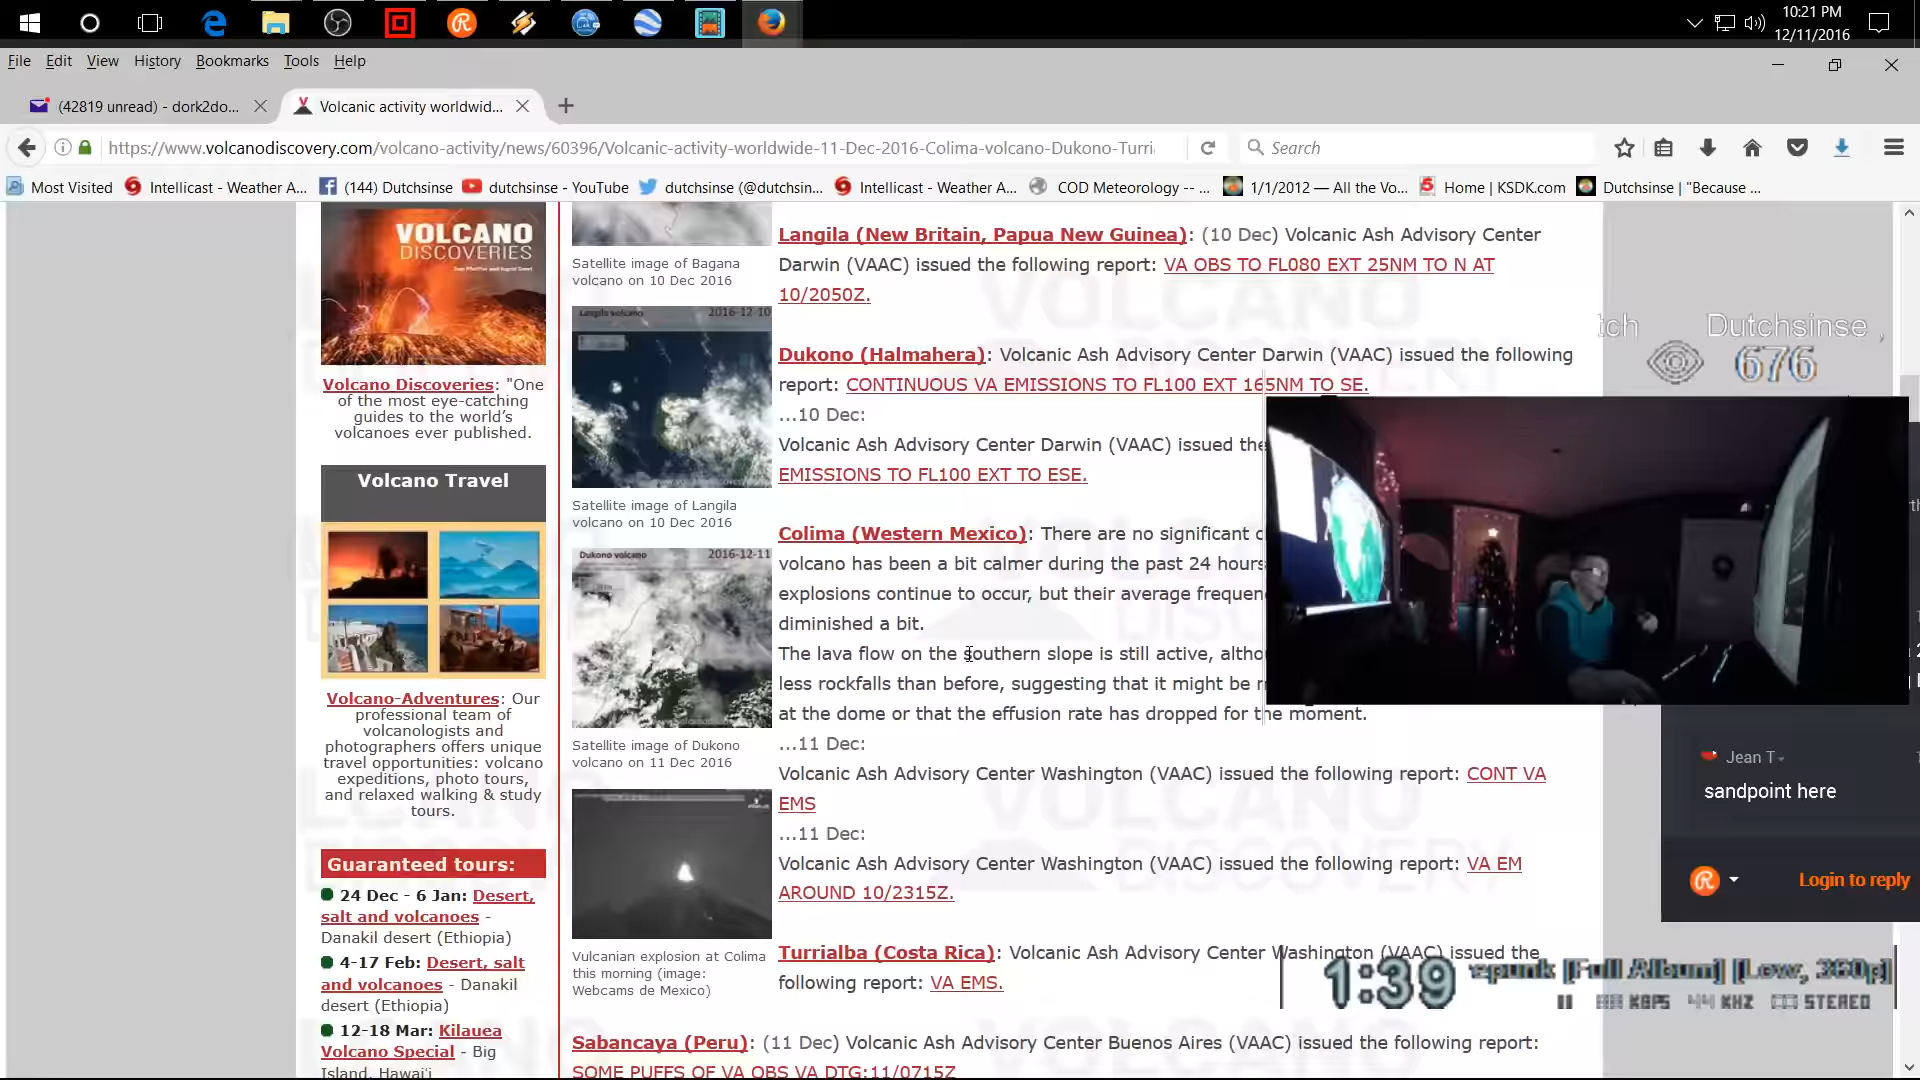 10:21 PM
12/11/2016
File Edit View History Bookmarks Tools Help
(42819 unread) - dork2do...
Volcanic activity worldwid...
https://www.volcanodiscovery.com/volcano-activity/news/60396/Volcanic-activity-worldwide-11-Dec-2016-Colima-volcano-Dukono-Turri
Search
Most Visited Intellicast - Weather A... (144) Dutchsinse dutchsinse - YouTube dutchsinse (@dutchsin... Intellicast - Weather A... COD Meteorology -- ... 1/1/2012 — All the Vo... Home | KSDK.com Dutchsinse | "Because ...
VOLCANO
DISCOVERIES
Volcano Discoveries: "One
of the most eye-catching
guides to the world's
volcanoes ever published.
Volcano Travel
Volcano-Adventures: Our
professional team of
volcanologists and
photographers offers unique
travel opportunities: volcano
expeditions, photo tours,
and relaxed walking & study
tours.
Guaranteed tours:
24 Dec - 6 Jan: Desert,
salt and volcanoes -
Danakil desert (Ethiopia)
4-17 Feb: Desert, salt
and volcanoes - Danakil
desert (Ethiopia)
12-18 Mar: Kilauea
Volcano Special - Big
Island, Hawai'i
Satellite image of Bagana
volcano on 10 Dec 2016
Langila volcano 2016-12-10
Satellite image of Langila
volcano on 10 Dec 2016
Dukono volcano 2016-12-11
Satellite image of Dukono
volcano on 11 Dec 2016
Vulcanian explosion at Colima
this morning (image:
Webcams de Mexico)
Langila (New Britain, Papua New Guinea): (10 Dec) Volcanic Ash Advisory Center
Darwin (VAAC) issued the following report: VA OBS TO FL080 EXT 25NM TO N AT
10/2050Z.
Dukono (Halmahera): Volcanic Ash Advisory Center Darwin (VAAC) issued the following
report: CONTINUOUS VA EMISSIONS TO FL100 EXT 165NM TO SE.
...10 Dec:
Volcanic Ash Advisory Center Darwin (VAAC) issued the
EMISSIONS TO FL100 EXT TO ESE.
Colima (Western Mexico): There are no significant c
volcano has been a bit calmer during the past 24 hours
explosions continue to occur, but their average frequen
diminished a bit.
The lava flow on the southern slope is still active, altho
less rockfalls than before, suggesting that it might be
at the dome or that the effusion rate has dropped for the moment.
...11 Dec:
Volcanic Ash Advisory Center Washington (VAAC) issued the following report: CONT VA
EMS
...11 Dec:
Volcanic Ash Advisory Center Washington (VAAC) issued the following report: VA EM
AROUND 10/2315Z.
Turrialba (Costa Rica): Volcanic Ash Advisory Center Washington (VAAC) issued the
following report: VA EMS.
Sabancaya (Peru): (11 Dec) Volcanic Ash Advisory Center Buenos Aires (VAAC) issued the following report:
SOME PUFFS OF VA OBS VA DTG:11/0715Z
tch Dutchsinse ,
676
Jean T
sandpoint here
Login to reply
1:39 epunk [Full Album] [Low, 360p]
KBPS 44 KHZ STEREO